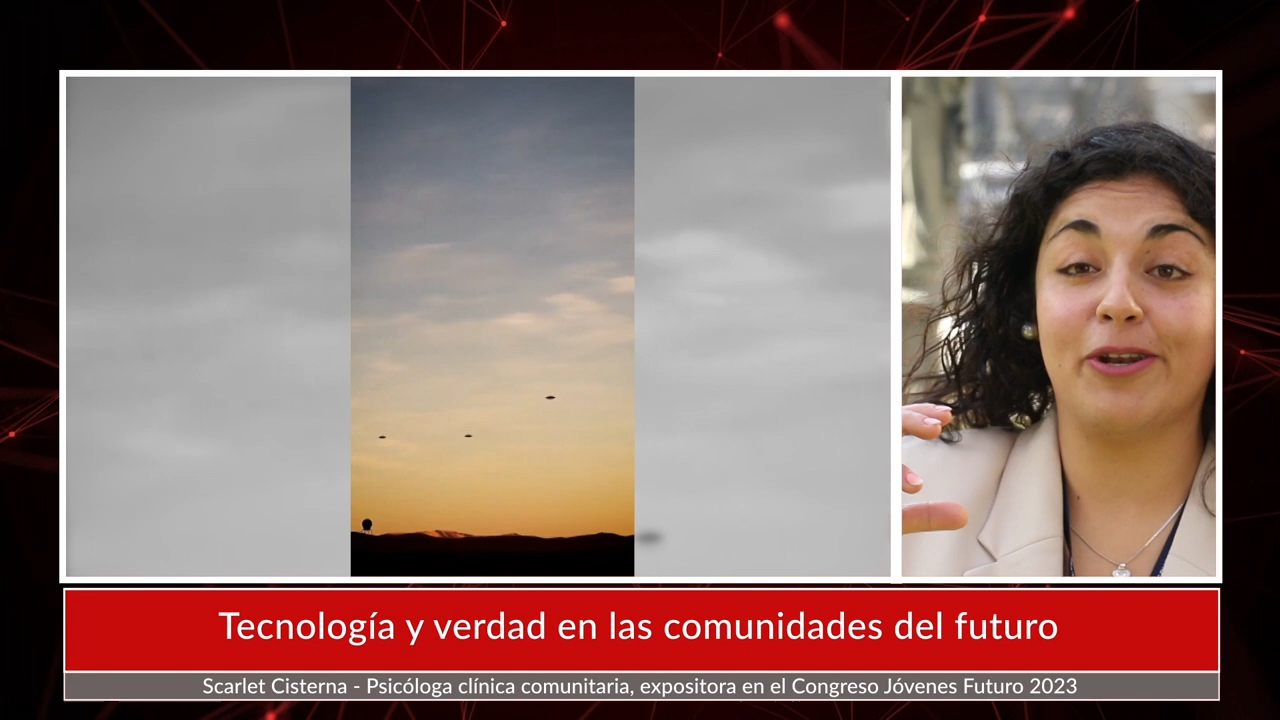 Tecnología y verdad en las comunidades del futuro
Scarlet Cisterna - Psicóloga clínica comunitaria, expositora en el Congreso Jóvenes Futuro 2023